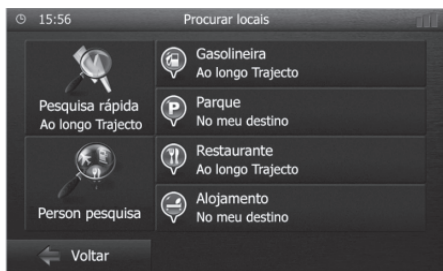 15:56
Procurar locais
Pesquisa rápida
Ao longo Trajecto
Gasolineira
Ao longo Trajecto
P
Parque
No meu destino
Person pesquisa
Restaurante
Ao longo Trajecto
Alojamento
No meu destino
Voltar